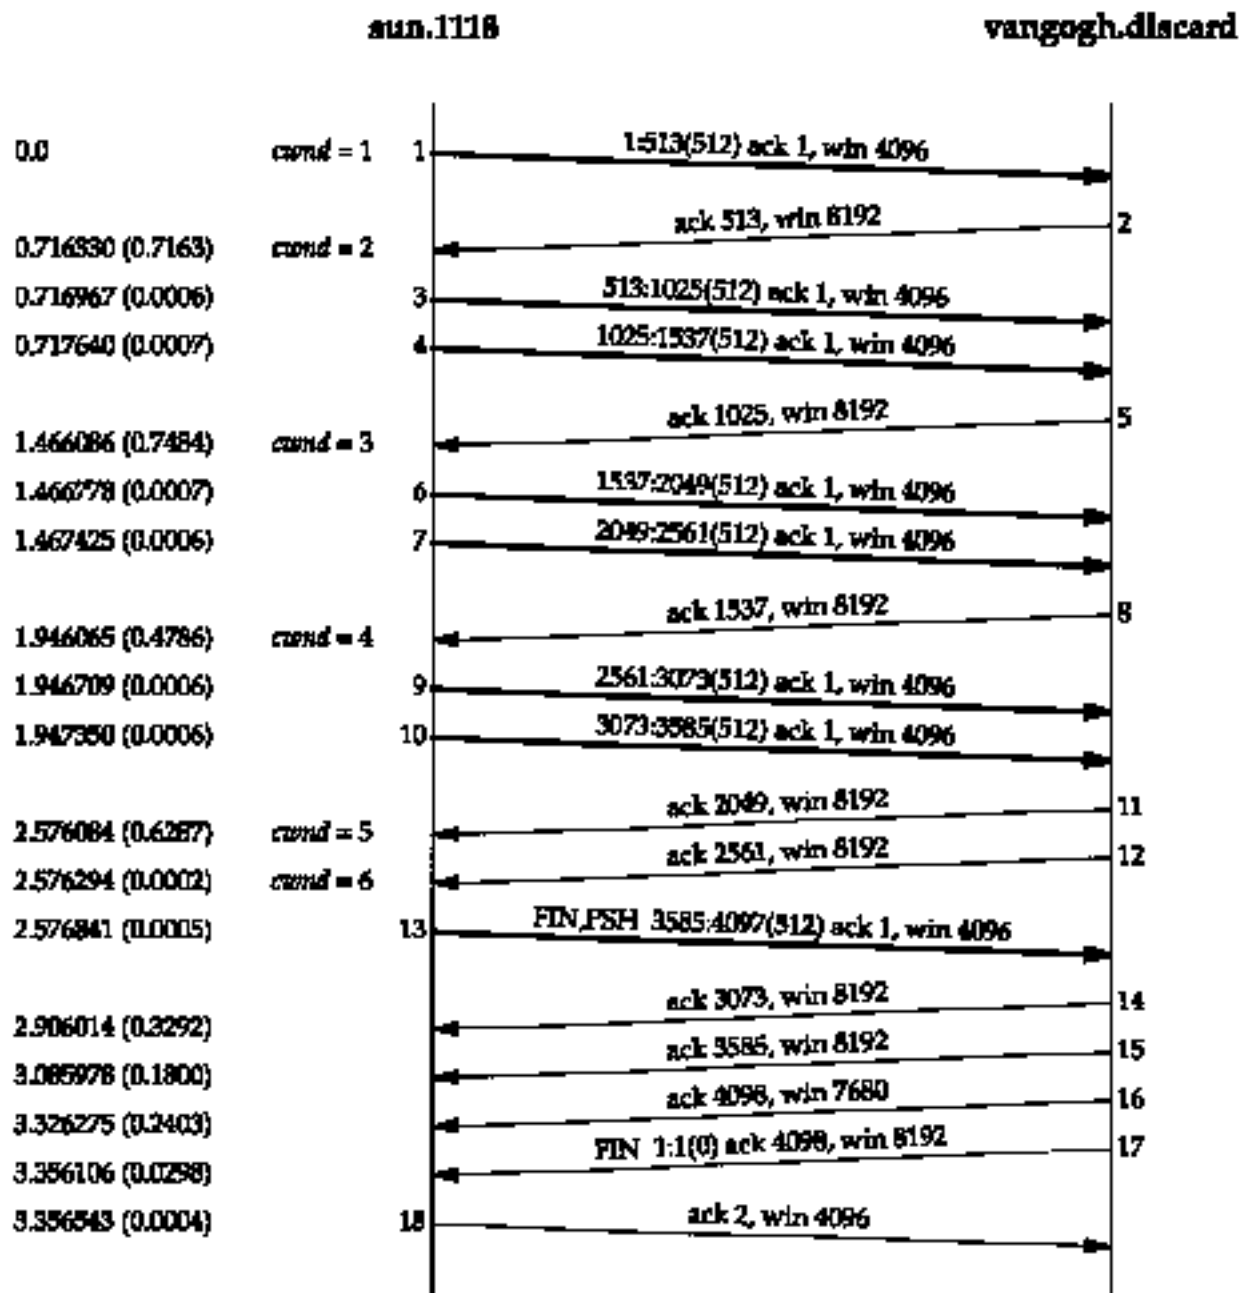 sun.1118 vangogh.discard
0.0 cwnd = 1 1 1:513(512) ack 1, win 4096
ack 513, win 8192 2
0.716330 (0.7163) cwnd = 2
0.716967 (0.0006) 3 513:1025(512) ack 1, win 4096
0.717640 (0.0007) 4 1025:1537(512) ack 1, win 4096
ack 1025, win 8192 5
1.466086 (0.7484) cwnd = 3
1.466778 (0.0007) 6 1537:2049(512) ack 1, win 4096
1.467425 (0.0006) 7 2049:2561(512) ack 1, win 4096
ack 1537, win 8192 8
1.946065 (0.4786) cwnd = 4
1.946709 (0.0006) 9 2561:3073(512) ack 1, win 4096
1.947350 (0.0006) 10 3073:3585(512) ack 1, win 4096
ack 2049, win 8192 11
2.576084 (0.6287) cwnd = 5
ack 2561, win 8192 12
2.576294 (0.0002) cwnd = 6
2.576841 (0.0005) 13 FIN,PSH 3585:4097(512) ack 1, win 4096
ack 3073, win 8192 14
2.906014 (0.3292)
ack 3585, win 8192 15
3.085978 (0.1800)
ack 4098, win 7680 16
3.326275 (0.2403)
FIN 1:1(0) ack 4098, win 8192 17
3.356106 (0.0298)
3.356543 (0.0004) 18 ack 2, win 4096